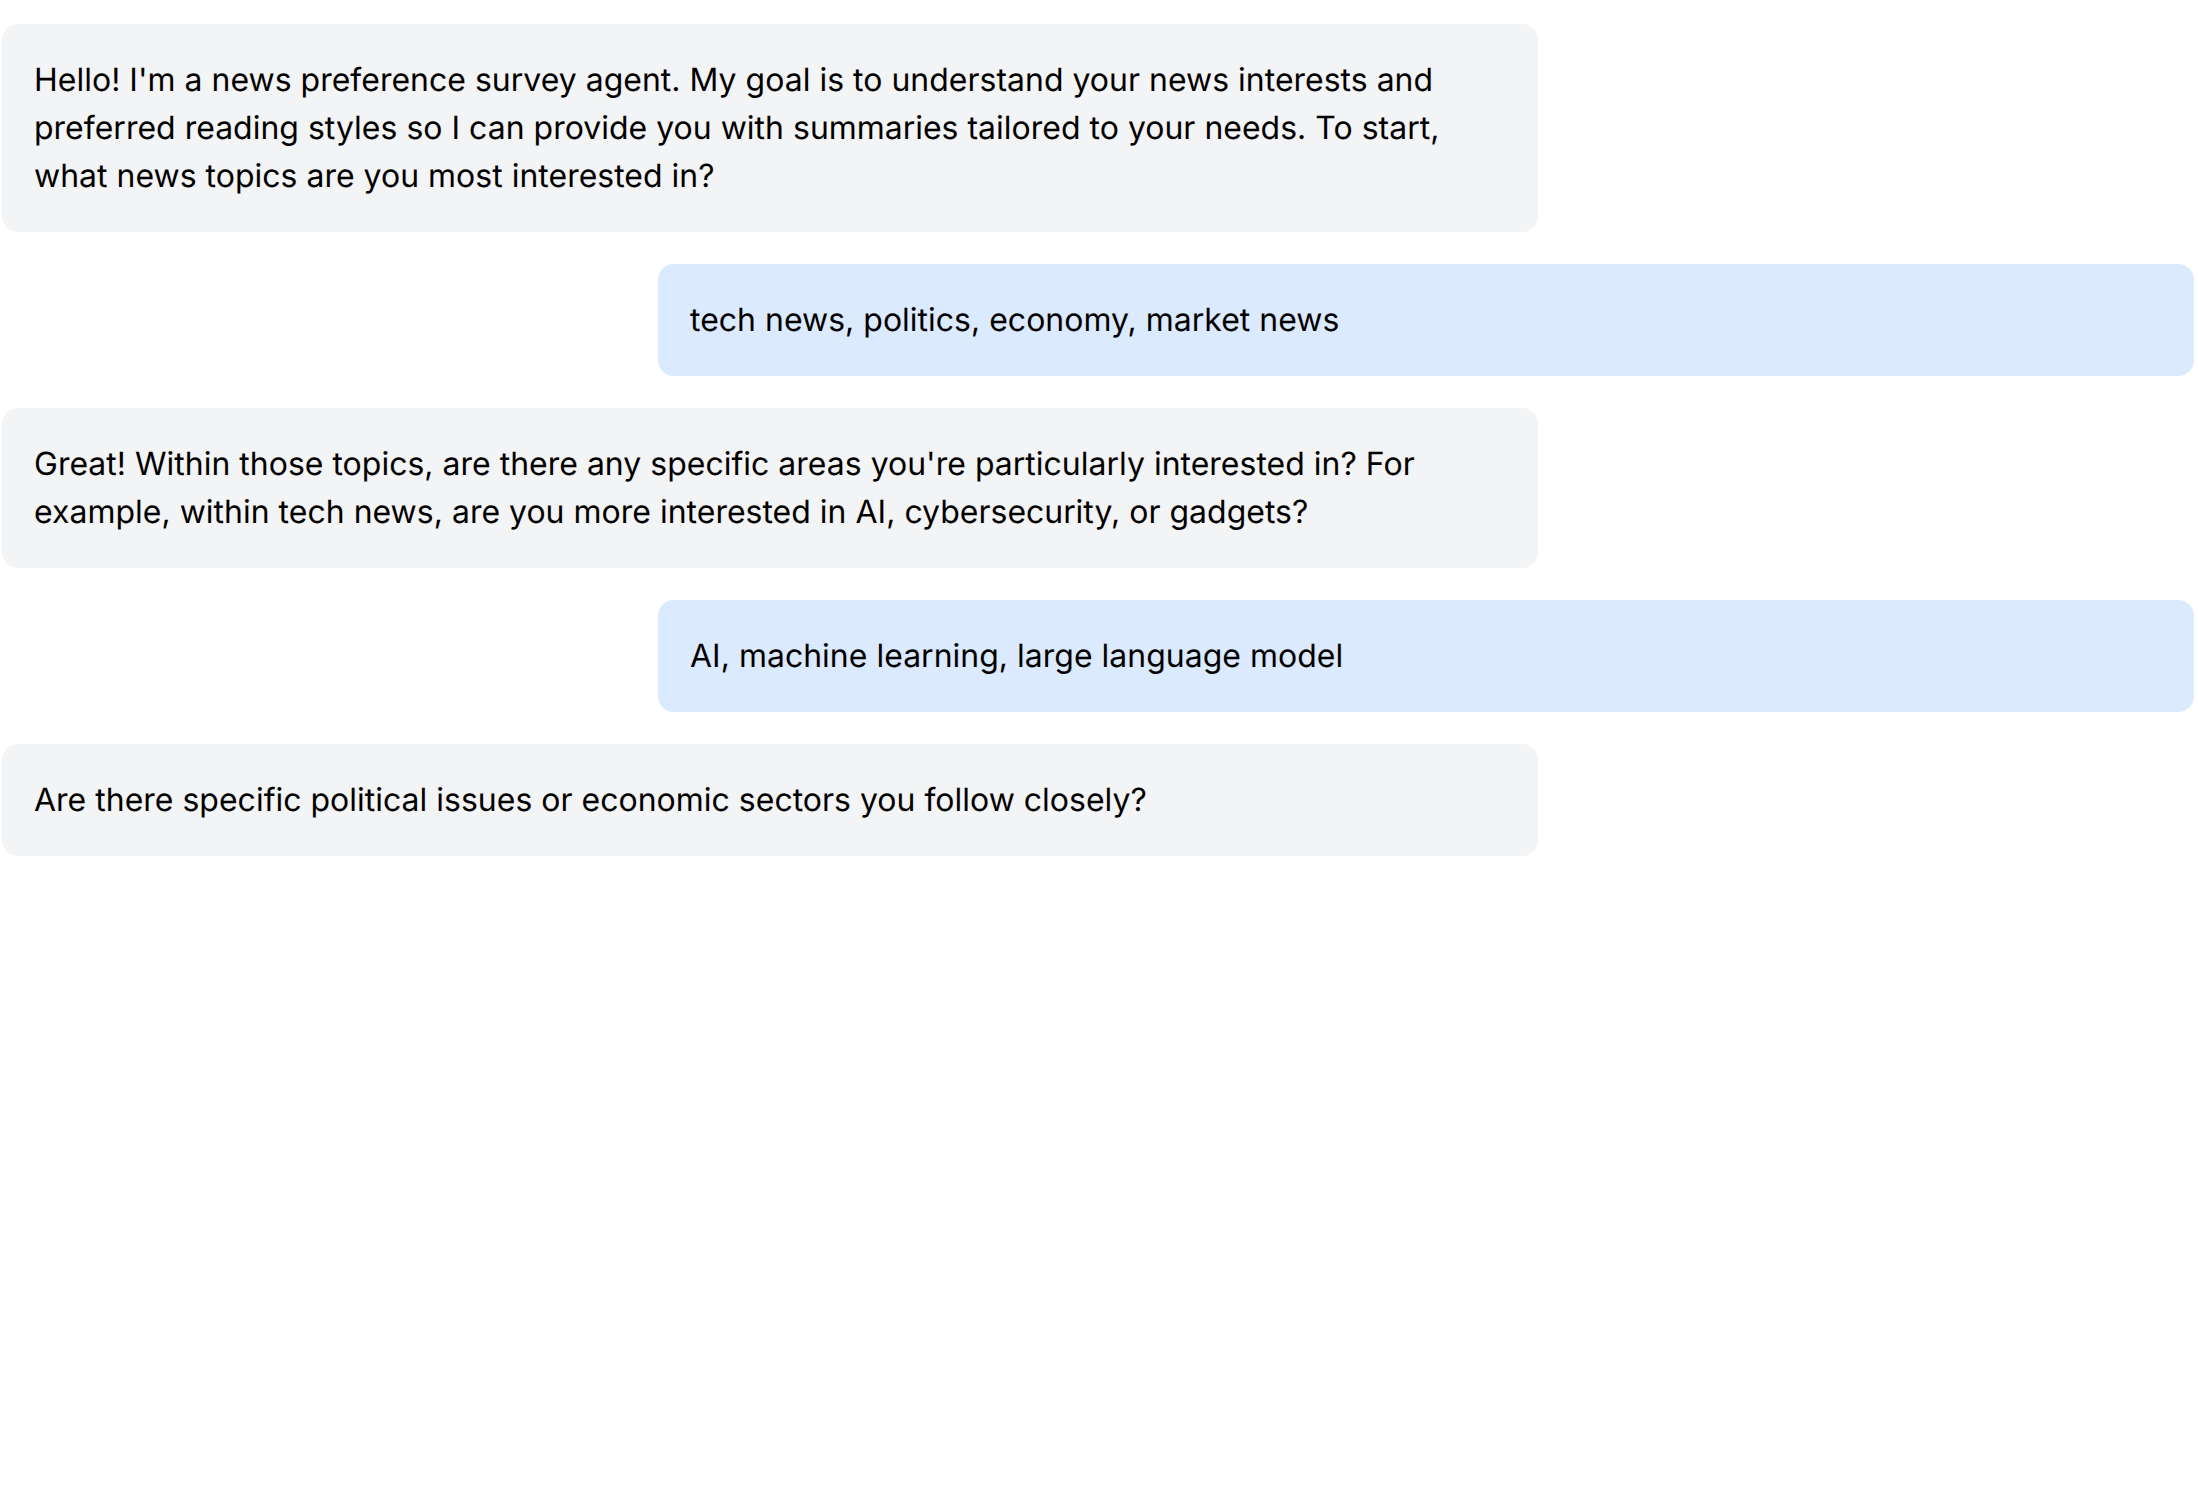 Hello! I'm a news preference survey agent. My goal is to understand your news interests and
preferred reading styles so I can provide you with summaries tailored to your needs. To start,
what news topics are you most interested in?
tech news, politics, economy, market news
Great! Within those topics, are there any specific areas you're particularly interested in? For
example, within tech news, are you more interested in AI, cybersecurity, or gadgets?
AI, machine learning, large language model
Are there specific political issues or economic sectors you follow closely?